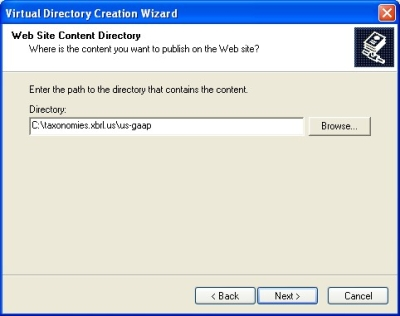 Virtual Directory Creation Wizard
Web Site Content Directory
Where is the content you want to publish on the Web site?
Enter the path to the directory that contains the content.
Directory:
C:\taxonomies.xbrl.us\us-gaap
Browse...
< Back
Next >
Cancel